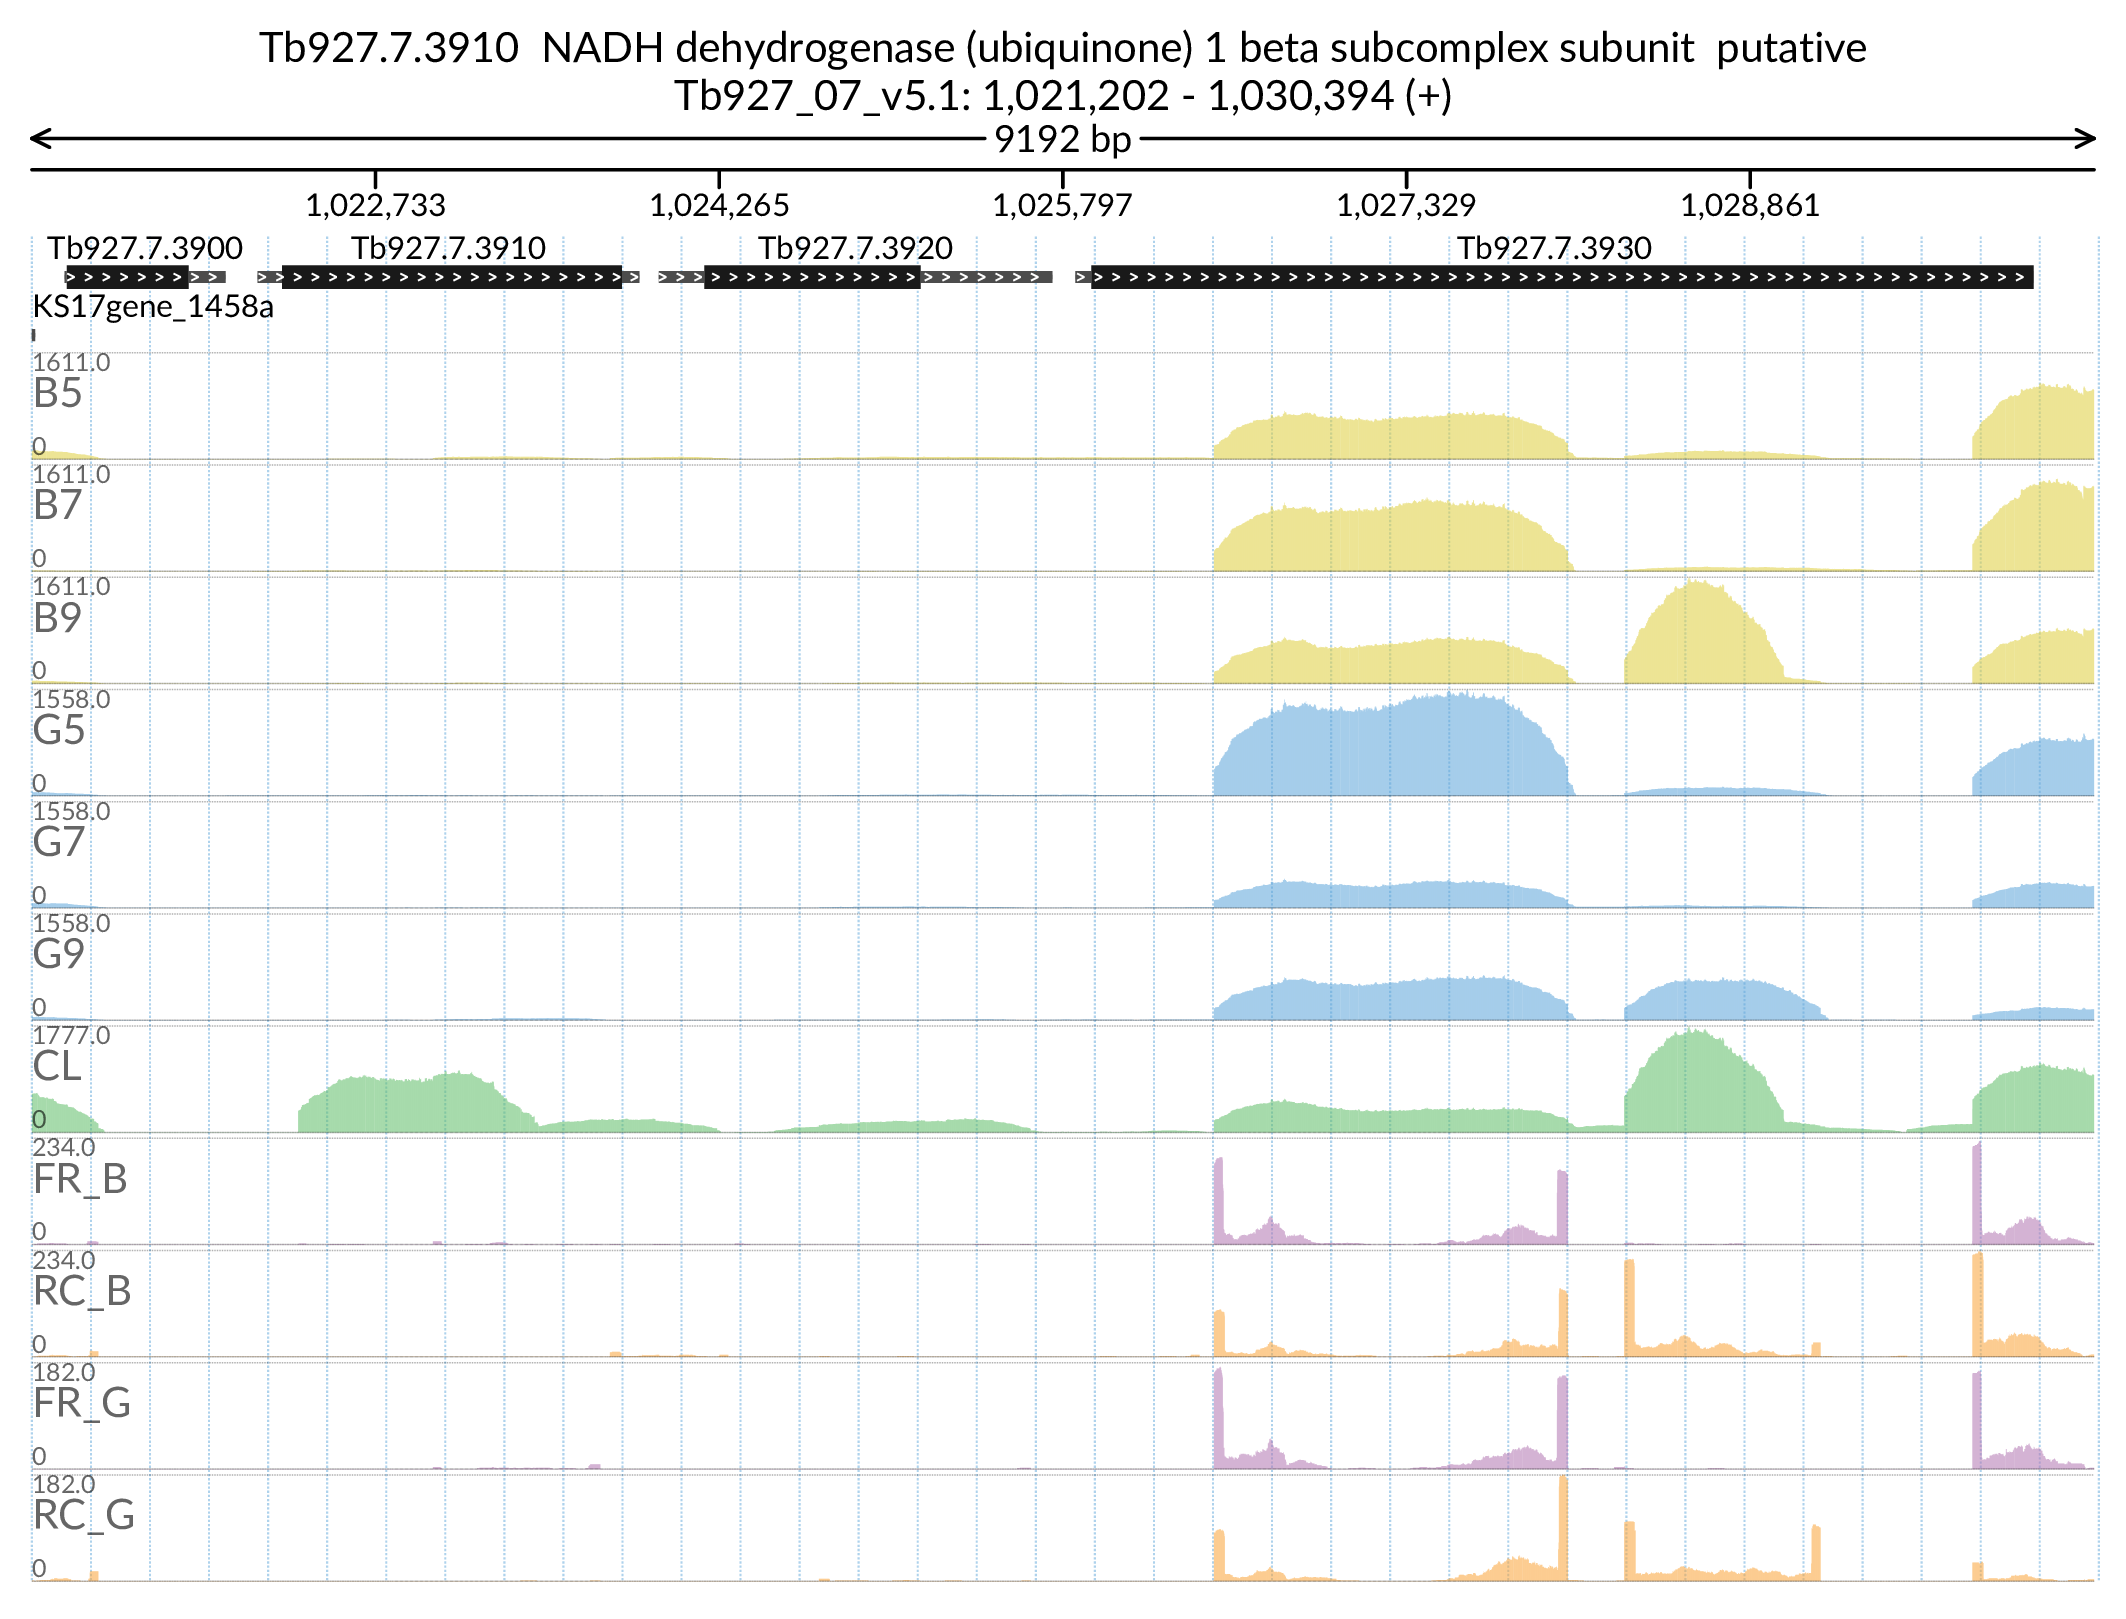 Tb927.7.3910  NADH dehydrogenase (ubiquinone) 1 beta subcomplex subunit  putative
Tb927_07_v5.1: 1,021,202 - 1,030,394 (+)
9192 bp
1,022,733 1,024,265 1,025,797 1,027,329 1,028,861
Tb927.7.3900 Tb927.7.3910 Tb927.7.3920 Tb927.7.3930
KS17gene_1458a
1611.0
B5
0
1611.0
B7
0
1611.0
B9
0
1558.0
G5
0
1558.0
G7
0
1558.0
G9
0
1777.0
CL
0
234.0
FR_B
0
234.0
RC_B
0
182.0
FR_G
0
182.0
RC_G
0